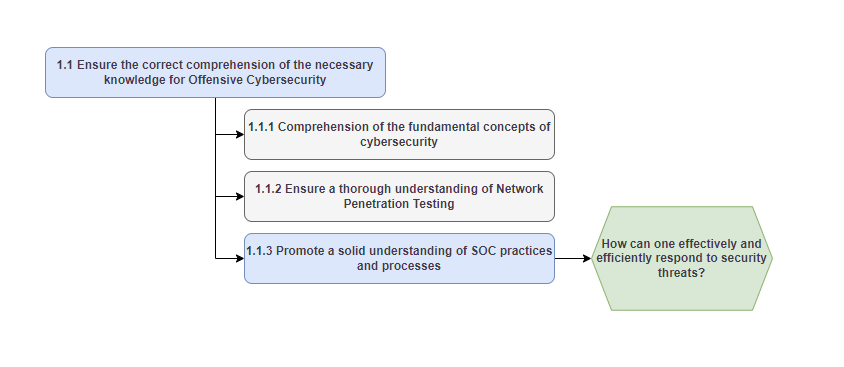 1.1 Ensure the correct comprehension of the necessary
knowledge for Offensive Cybersecurity
1.1.1 Comprehension of the fundamental concepts of
cybersecurity
1.1.2 Ensure a thorough understanding of Network
Penetration Testing
1.1.3 Promote a solid understanding of SOC practices
and processes
How can one effectively and
efficiently respond to security
threats?